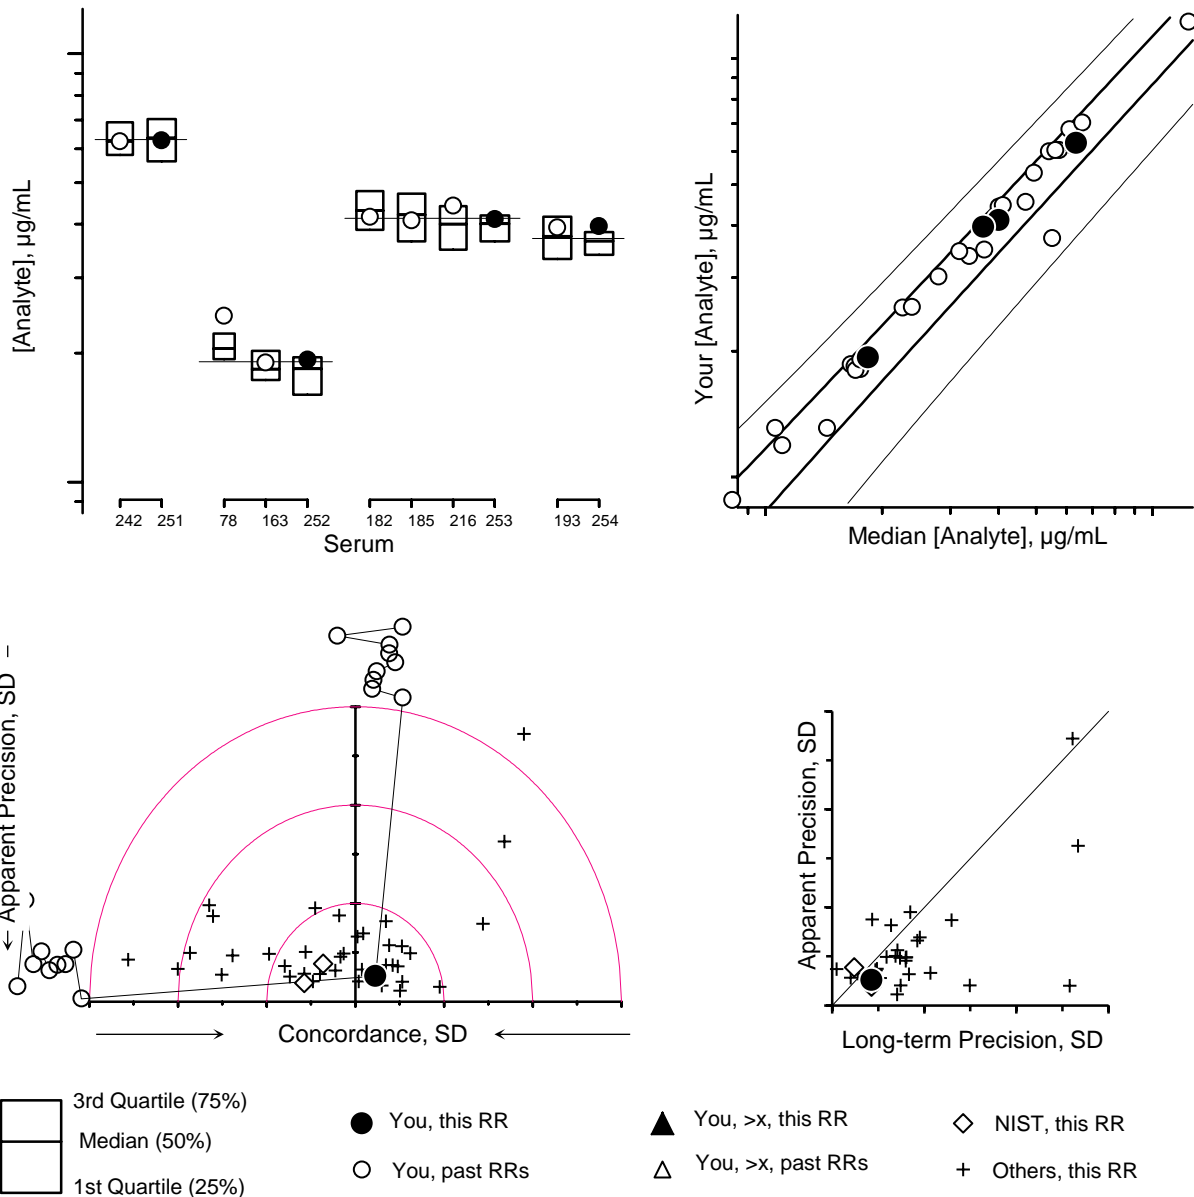 [Analyte], µg/mL
242 251 78 163 252 182 185 216 253 193 254
Serum
Your [Analyte], µg/mL
Median [Analyte], µg/mL
Apparent Precision, SD
Concordance, SD
Apparent Precision, SD
Long-term Precision, SD
3rd Quartile (75%)
Median (50%)
1st Quartile (25%)
You, this RR
You, past RRs
You, >x, this RR
You, >x, past RRs
NIST, this RR
Others, this RR